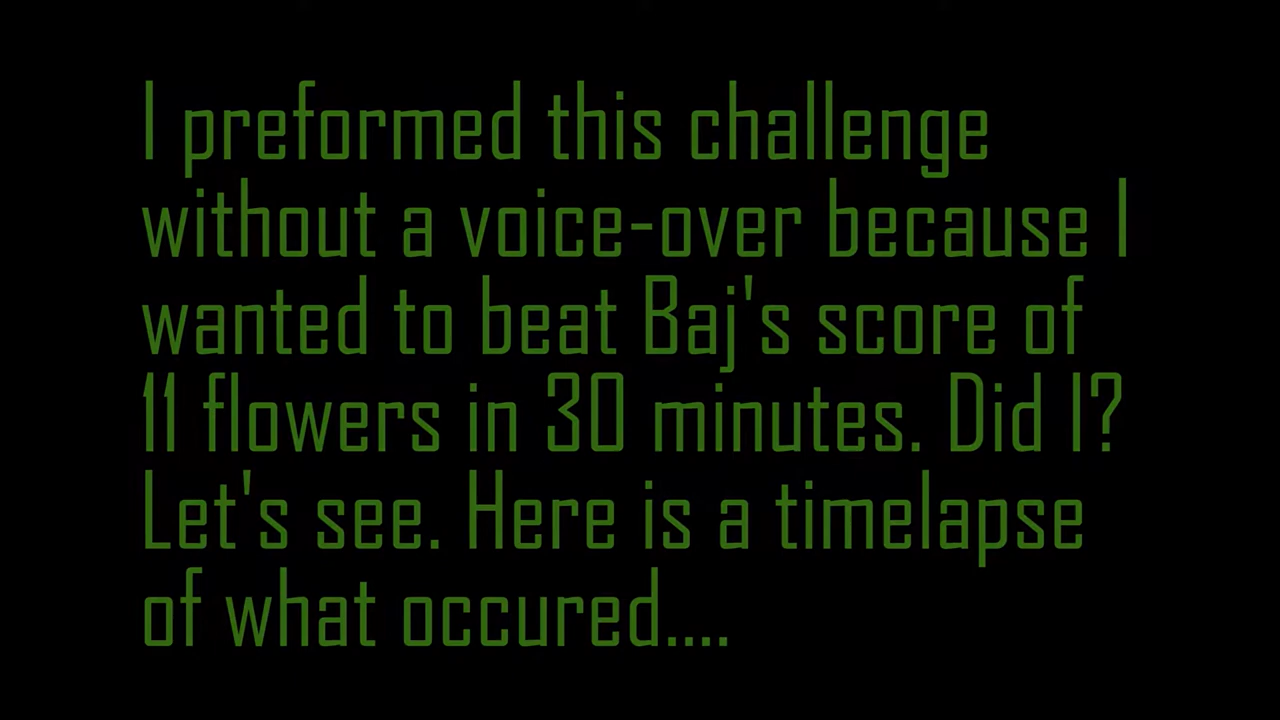 I preformed this challenge
without a voice-over because I
wanted to beat Baj's score of
11 flowers in 30 minutes. Did I?
Let's see. Here is a timelapse
of what occured....